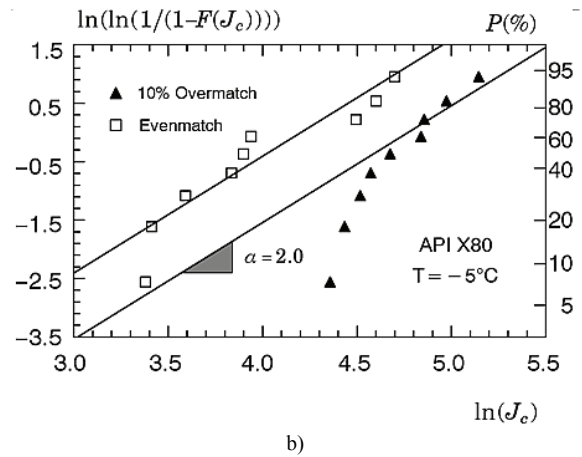 ln(ln(1/(1-F(J_c)))) P(%)
1.5
0.5
-0.5
-1.5
-2.5
-3.5
▲ 10% Overmatch
□ Evenmatch
α = 2.0
API X80
T = −5°C
95
80
60
40
20
10
5
3.0 3.5 4.0 4.5 5.0 5.5
ln(J_c)
b)